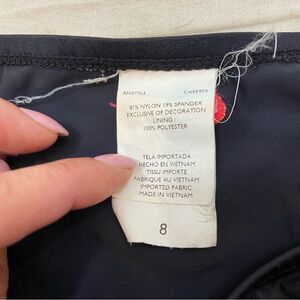 RN37763 CA55973
81% NYLON 19% SPANDEX
EXCLUSIVE OF DECORATION
LINING
100% POLYESTER
TELA IMPORTADA
HECHO EN VIETNAM
TISSU IMPORTE
FABRIQUE AU VIETNAM
IMPORTED FABRIC
MADE IN VIETNAM
8